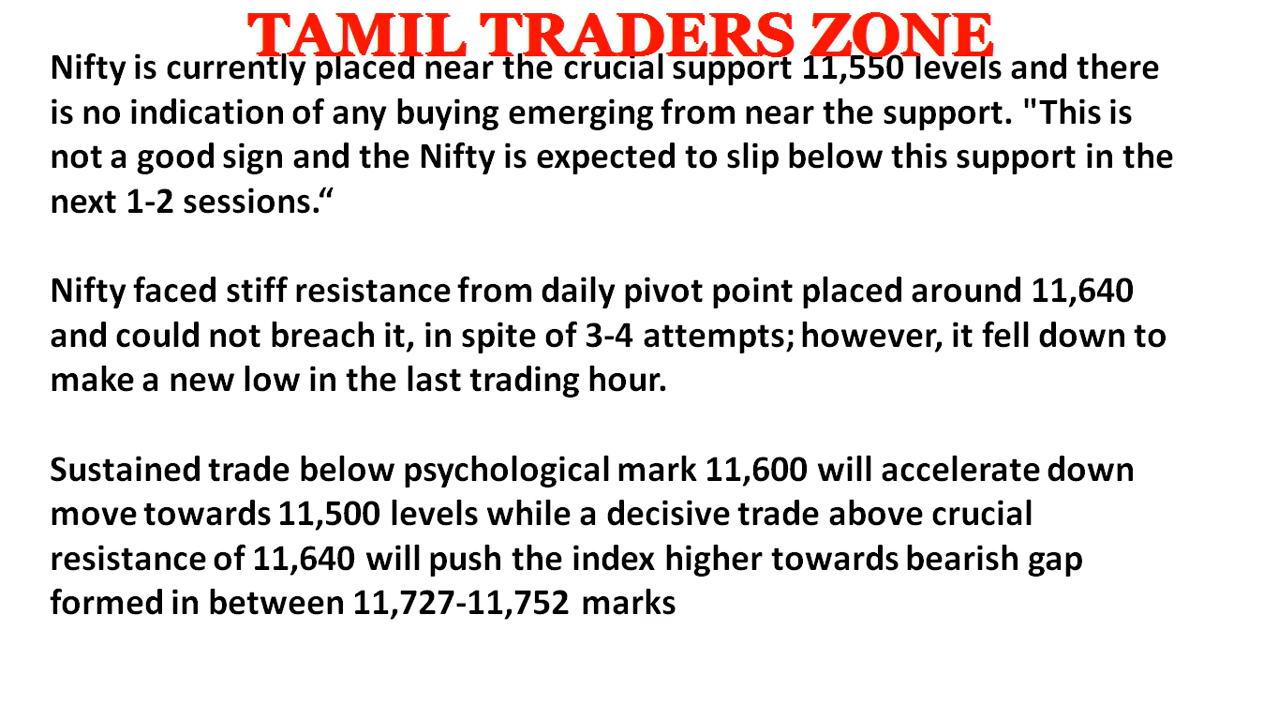 TAMIL TRADERS ZONE
Nifty is currently placed near the crucial support 11,550 levels and there
is no indication of any buying emerging from near the support. "This is
not a good sign and the Nifty is expected to slip below this support in the
next 1-2 sessions.“
Nifty faced stiff resistance from daily pivot point placed around 11,640
and could not breach it, in spite of 3-4 attempts; however, it fell down to
make a new low in the last trading hour.
Sustained trade below psychological mark 11,600 will accelerate down
move towards 11,500 levels while a decisive trade above crucial
resistance of 11,640 will push the index higher towards bearish gap
formed in between 11,727-11,752 marks